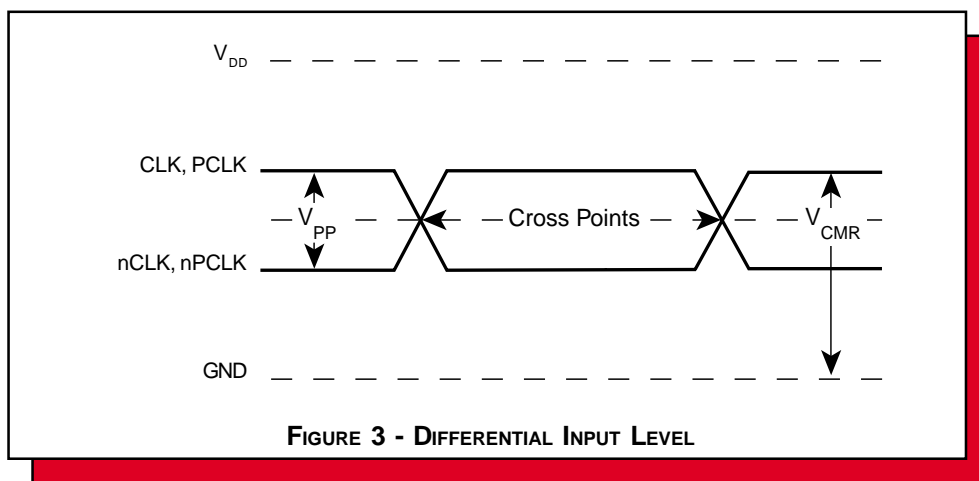 VDD
CLK, PCLK
VPP
Cross Points
VCMR
nCLK, nPCLK
GND
FIGURE 3 - DIFFERENTIAL INPUT LEVEL